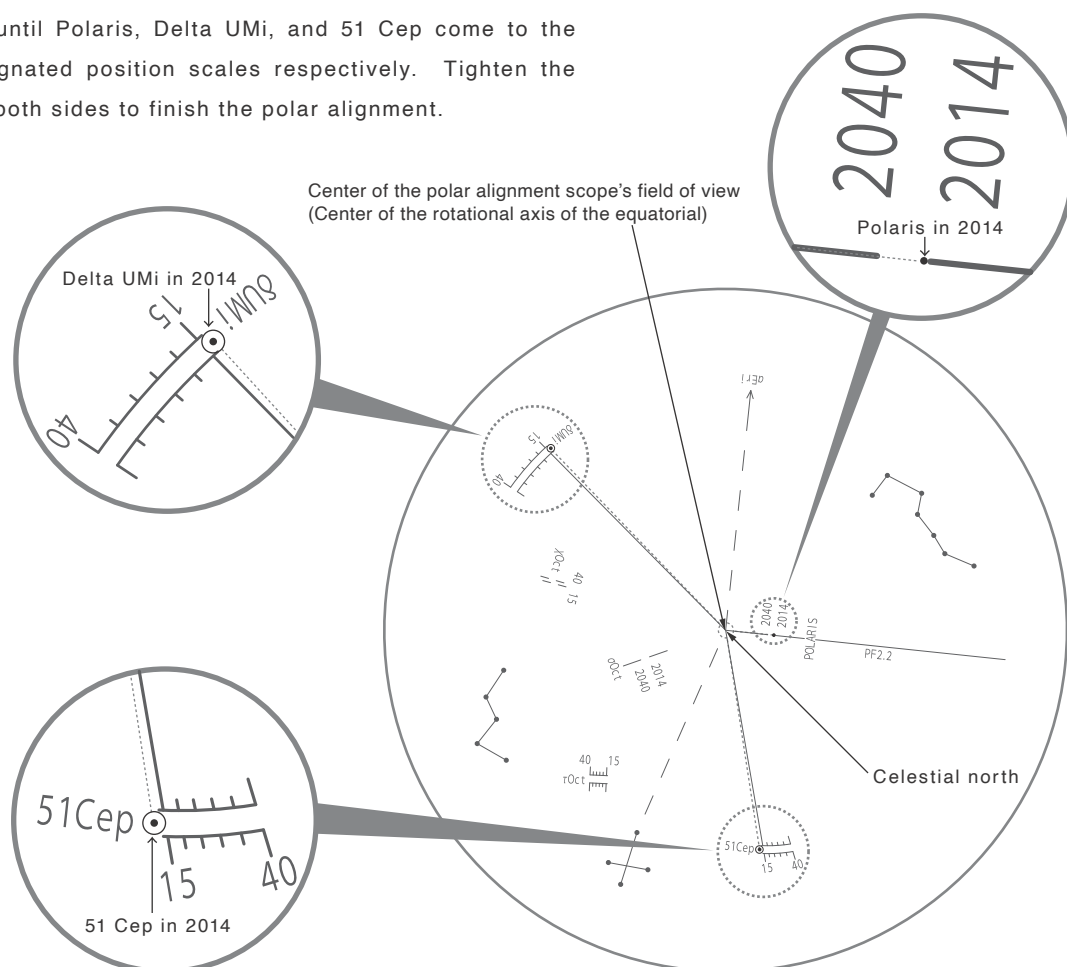 until Polaris, Delta UMi, and 51 Cep come to the
gnated position scales respectively. Tighten the
both sides to finish the polar alignment.
2040
2014
Polaris in 2014
Center of the polar alignment scope's field of view
(Center of the rotational axis of the equatorial)
Delta UMi in 2014
δUMi
15
40
αEri
δUMi
15
40
χOct
40
15
2040
2014
POLARIS
PF2.2
σOct
2014
2040
40 15
τOct
Celestial north
51Cep
15 40
51Cep
15 40
51 Cep in 2014